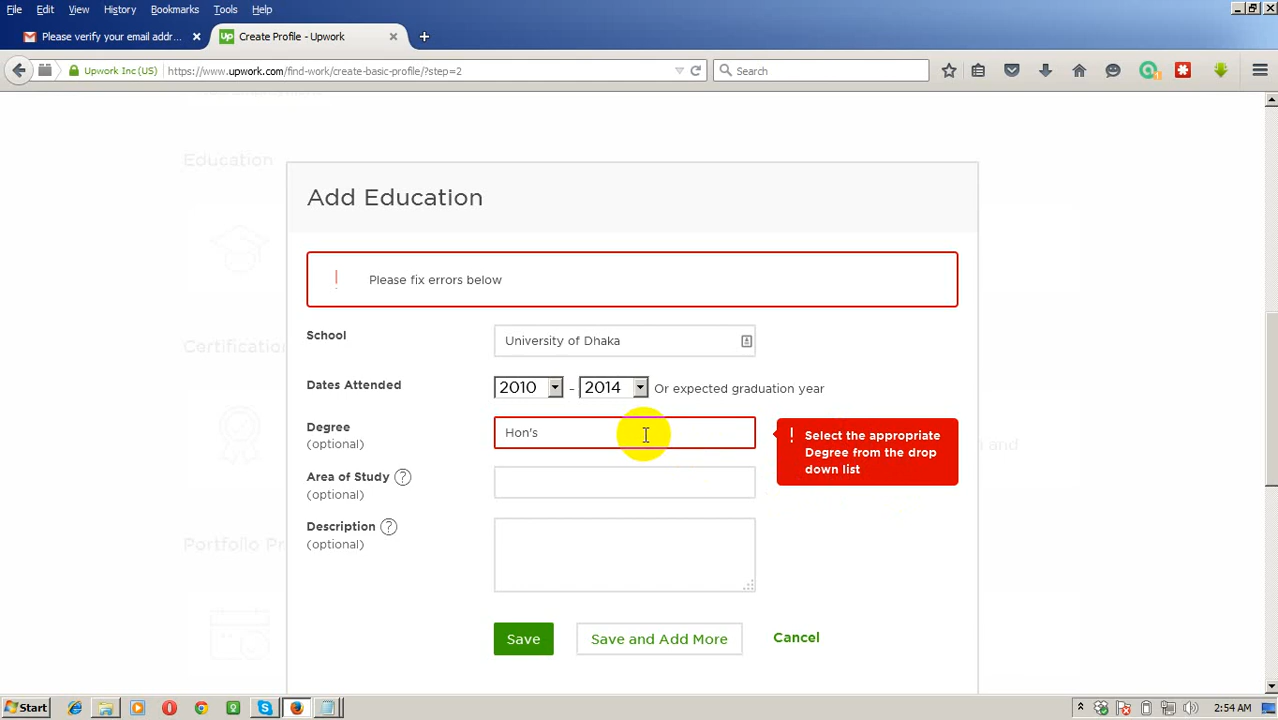 File Edit View History Bookmarks Tools Help
Please verify your email addr...
Up Create Profile - Upwork
Upwork Inc (US) https://www.upwork.com/find-work/create-basic-profile/?step=2
Search
Education
Add Education
! Please fix errors below
School University of Dhaka
Dates Attended 2010 - 2014 Or expected graduation year
Degree
(optional)
Hon's
! Select the appropriate
Degree from the drop
down list
Area of Study ?
(optional)
Description ?
(optional)
Save Save and Add More Cancel
Certification
and
Portfolio Pr
Start
2:54 AM